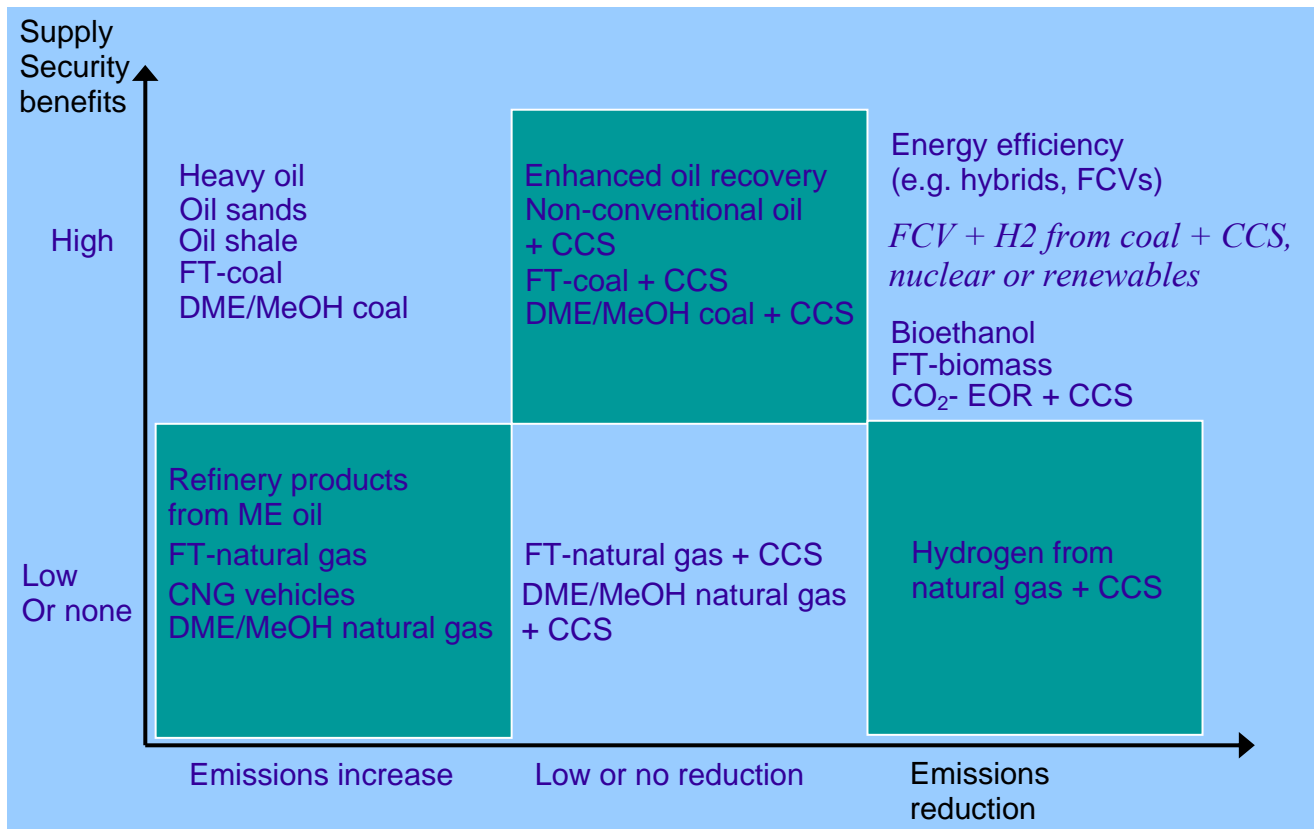 Supply
Security
benefits
High
Heavy oil
Oil sands
Oil shale
FT-coal
DME/MeOH coal
Enhanced oil recovery
Non-conventional oil
+ CCS
FT-coal + CCS
DME/MeOH coal + CCS
Energy efficiency
(e.g. hybrids, FCVs)
FCV + H2 from coal + CCS,
nuclear or renewables
Bioethanol
FT-biomass
CO₂- EOR + CCS
Low
Or none
Refinery products
from ME oil
FT-natural gas
CNG vehicles
DME/MeOH natural gas
FT-natural gas + CCS
DME/MeOH natural gas
+ CCS
Hydrogen from
natural gas + CCS
Emissions increase
Low or no reduction
Emissions
reduction